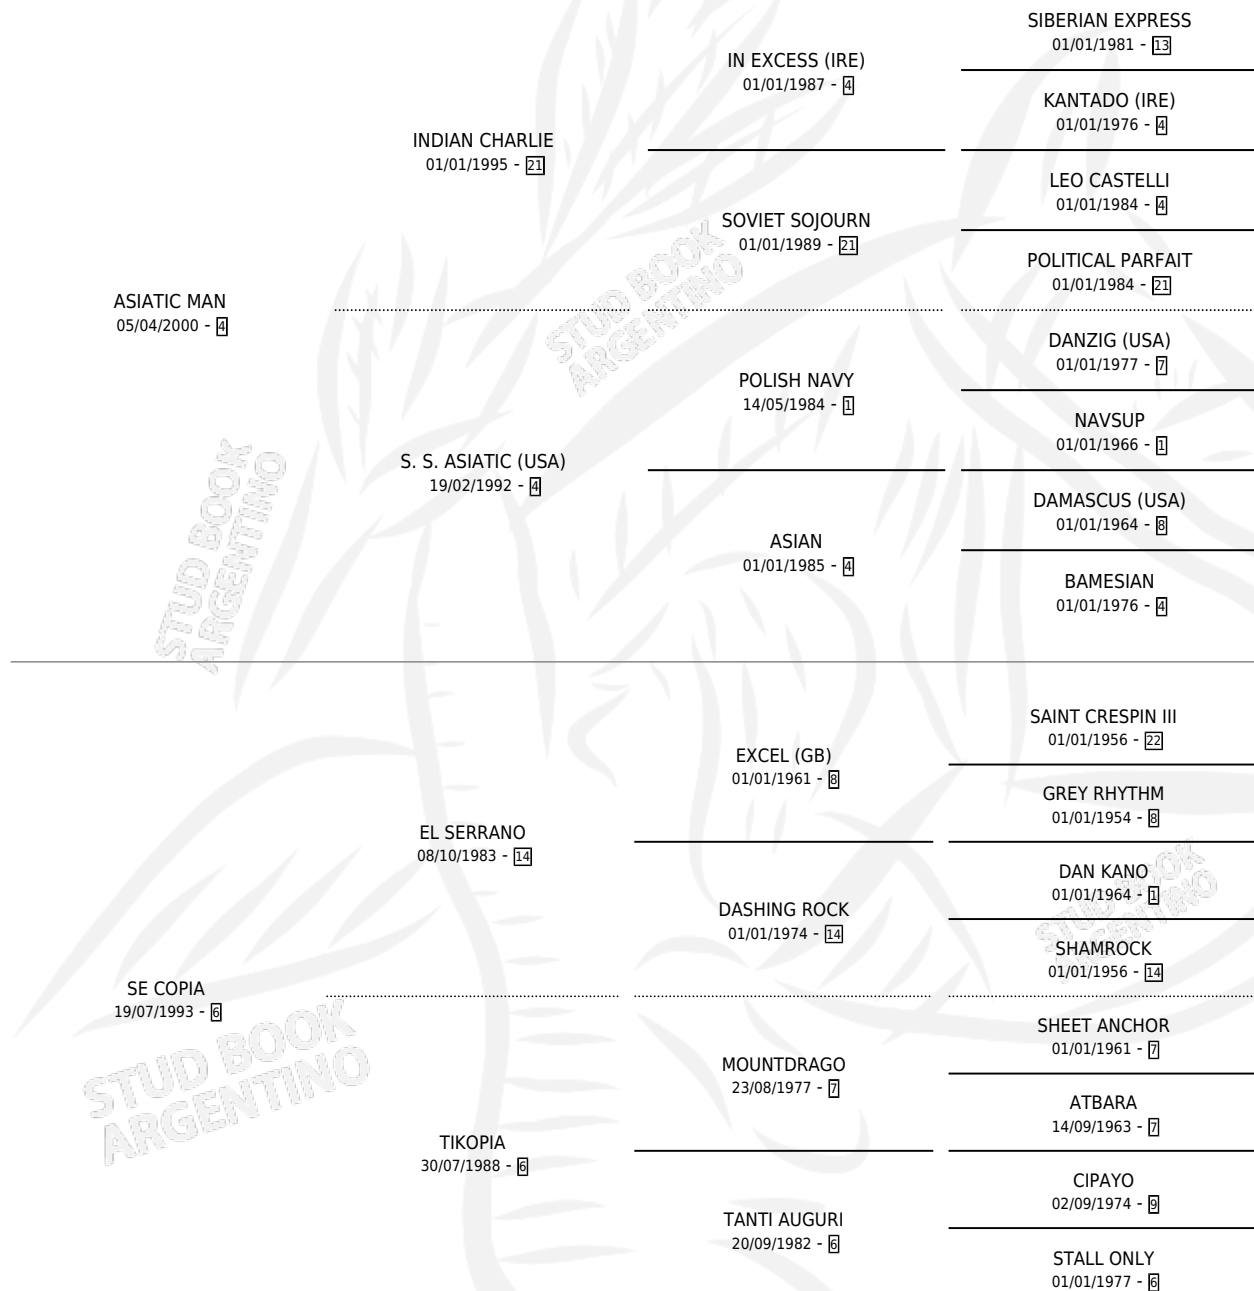 SIBERIAN EXPRESS
01/01/1981 - 13
IN EXCESS (IRE)
01/01/1987 - 4
KANTADO (IRE)
01/01/1976 - 4
INDIAN CHARLIE
01/01/1995 - 21
LEO CASTELLI
01/01/1984 - 4
SOVIET SOJOURN
01/01/1989 - 21
POLITICAL PARFAIT
01/01/1984 - 21
ASIATIC MAN
05/04/2000 - 4
STUD BOOK
ARGENTINO
DANZIG (USA)
01/01/1977 - 7
POLISH NAVY
14/05/1984 - 1
NAVSUP
01/01/1966 - 1
S. S. ASIATIC (USA)
19/02/1992 - 4
DAMASCUS (USA)
01/01/1964 - 8
ASIAN
01/01/1985 - 4
BAMESIAN
01/01/1976 - 4
STUD BOOK
ARGENTINO
SAINT CRESPIN III
01/01/1956 - 22
EXCEL (GB)
01/01/1961 - 8
GREY RHYTHM
01/01/1954 - 8
EL SERRANO
08/10/1983 - 14
DAN KANO
01/01/1964 - 1
DASHING ROCK
01/01/1974 - 14
STUD BOOK
ARGENTINO
SHAMROCK
01/01/1956 - 14
SE COPIA
19/07/1993 - 6
SHEET ANCHOR
01/01/1961 - 7
MOUNTDRAGO
23/08/1977 - 7
STUD BOOK
ARGENTINO
ATBARA
14/09/1963 - 7
TIKOPIA
30/07/1988 - 6
CIPAYO
02/09/1974 - 9
TANTI AUGURI
20/09/1982 - 6
STALL ONLY
01/01/1977 - 6